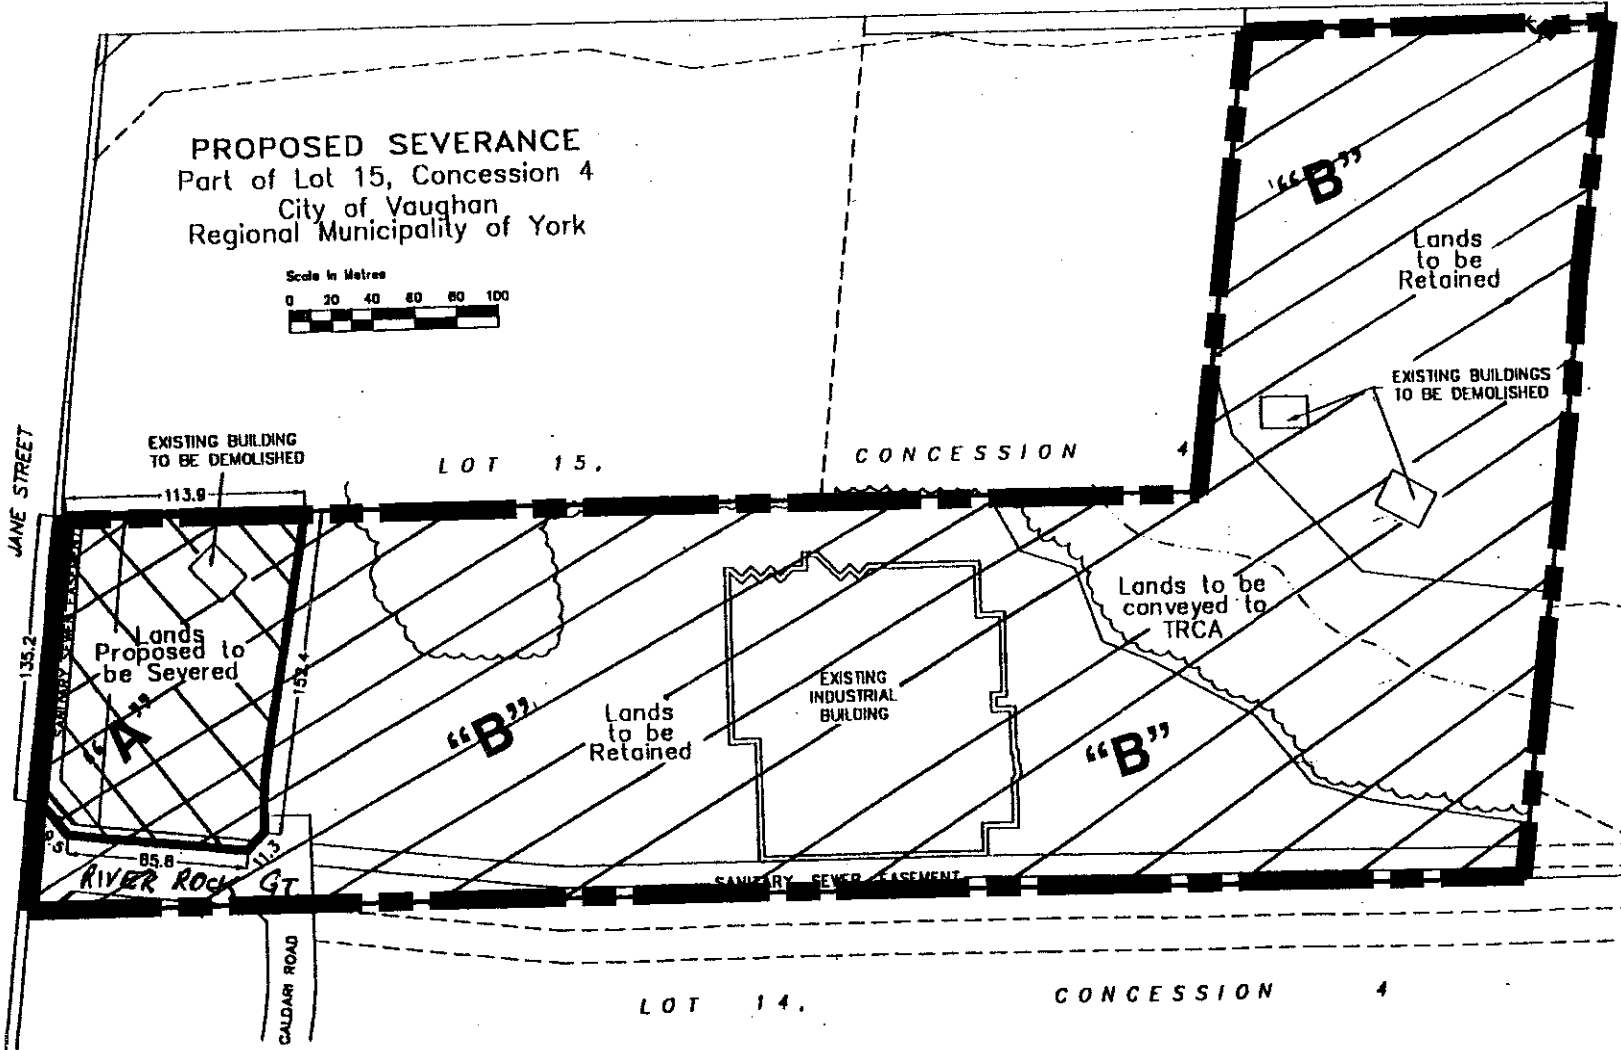 PROPOSED SEVERANCE
Part of Lot 15, Concession 4
City of Vaughan
Regional Municipality of York
Scale in Metres
0 20 40 60 80 100
“B”
Lands
to be
Retained
EXISTING BUILDINGS
TO BE DEMOLISHED
JANE STREET
EXISTING BUILDING
TO BE DEMOLISHED
LOT 15, CONCESSION 4
113.9
135.2
SANITARY SEWER EASEMENT
Lands
Proposed to
be Severed
“A”
152.4
“B”
Lands
to be
Retained
EXISTING
INDUSTRIAL
BUILDING
Lands to be
conveyed to
TRCA
“B”
85.8
11.3
RIVER ROCK GT
SANITARY SEWER EASEMENT
CALDARI ROAD
LOT 14, CONCESSION 4